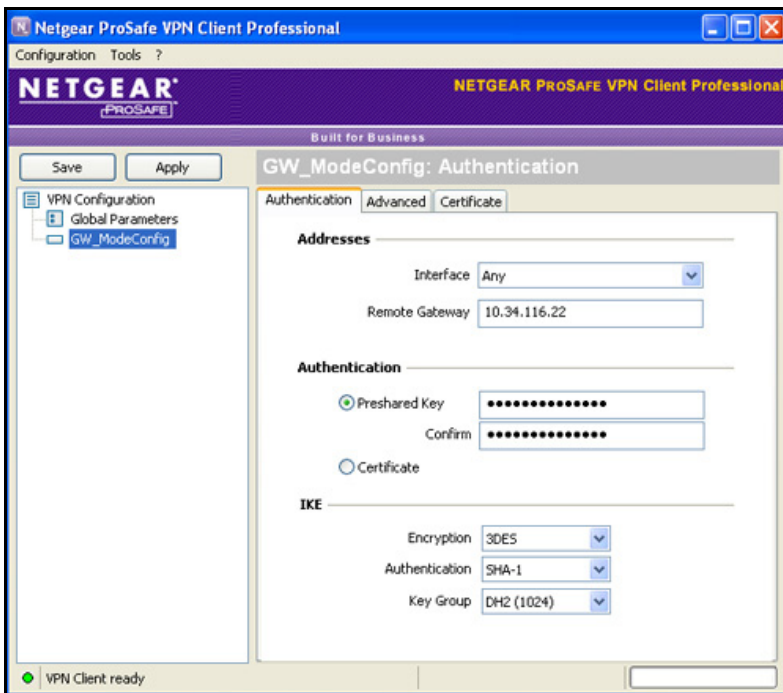 Netgear ProSafe VPN Client Professional
Configuration Tools ?
NETGEAR®
PROSAFE
NETGEAR PROSAFE VPN Client Professional
Built for Business
Save Apply
GW_ModeConfig: Authentication
VPN Configuration
Global Parameters
GW_ModeConfig
Authentication Advanced Certificate
Addresses
Interface Any
Remote Gateway 10.34.116.22
Authentication
Preshared Key ••••••••••••••
Confirm ••••••••••••••
Certificate
IKE
Encryption 3DES
Authentication SHA-1
Key Group DH2 (1024)
VPN Client ready